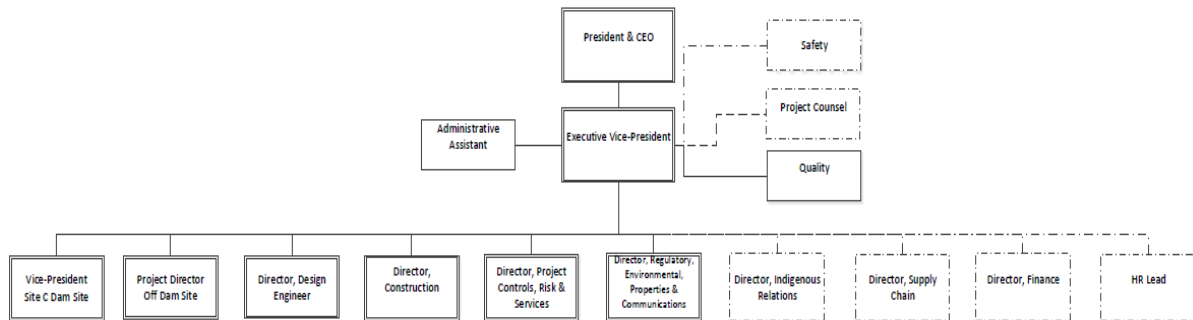 President & CEO
Safety
Project Counsel
Administrative
Assistant
Executive Vice-President
Quality
Vice-President
Site C Dam Site
Project Director
Off Dam Site
Director, Design
Engineer
Director,
Construction
Director, Project
Controls, Risk &
Services
Director, Regulatory,
Environmental,
Properties &
Communications
Director, Indigenous
Relations
Director, Supply
Chain
Director, Finance
HR Lead